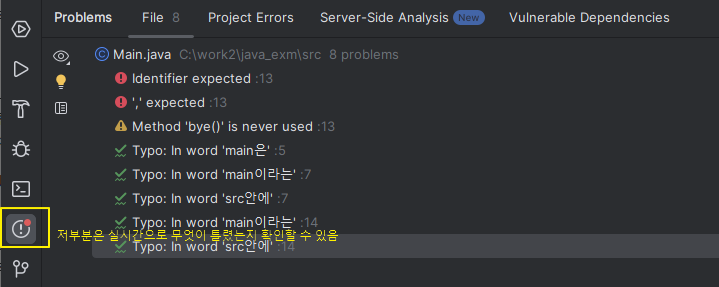 Problems File 8 Project Errors Server-Side Analysis New Vulnerable Dependencies
Main.java C:\work2\java_exm\src 8 problems
Identifier expected :13
',' expected :13
Method 'bye()' is never used :13
Typo: In word 'main은' :5
Typo: In word 'main이라는' :7
Typo: In word 'src안에' :7
Typo: In word 'main이라는' :14
저부분은 실시간으로 무엇이 틀렸는지 확인할 수 있음
Typo: In word 'src안에' :14